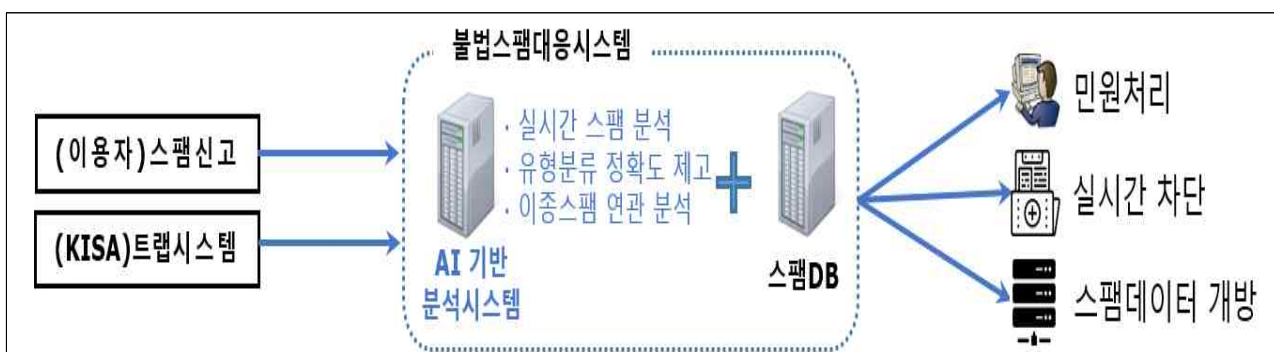 불법스팸대응시스템
(이용자)스팸신고
(KISA)트랩시스템
· 실시간 스팸 분석
· 유형분류 정확도 제고
· 이종스팸 연관 분석
AI 기반
분석시스템
스팸DB
민원처리
실시간 차단
스팸데이터 개방